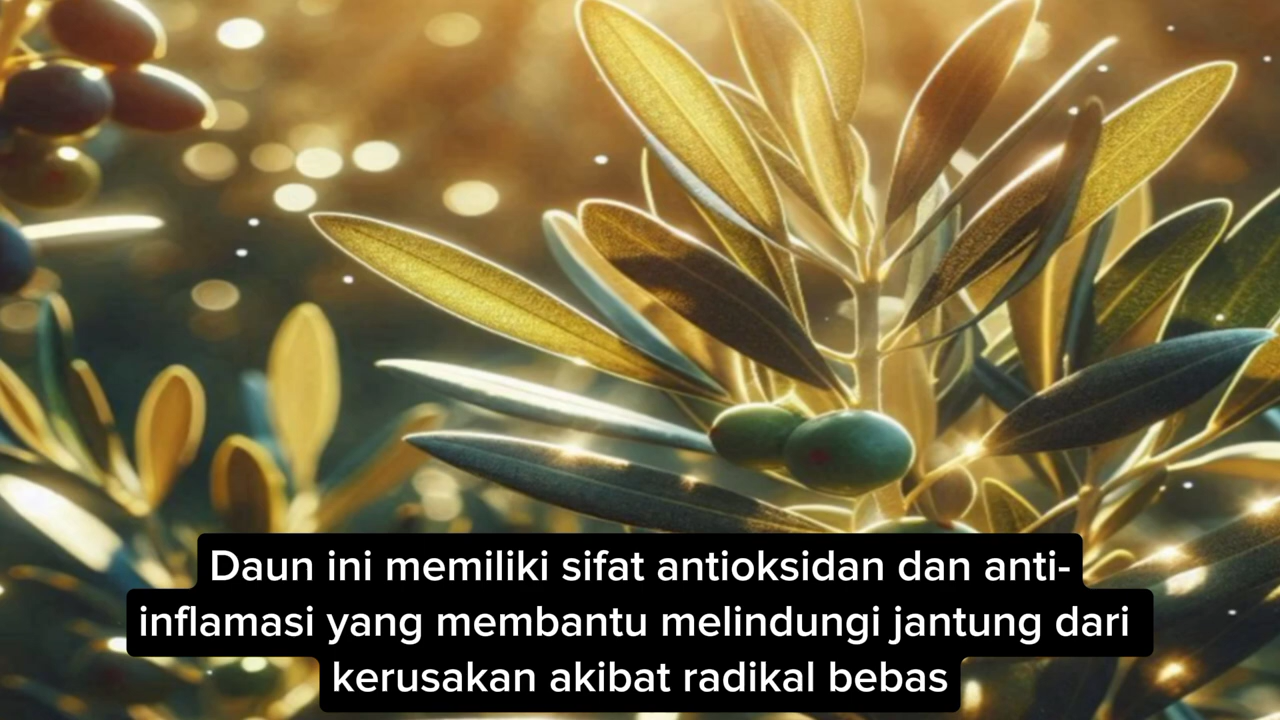 Daun ini memiliki sifat antioksidan dan anti-
inflamasi yang membantu melindungi jantung dari
kerusakan akibat radikal bebas